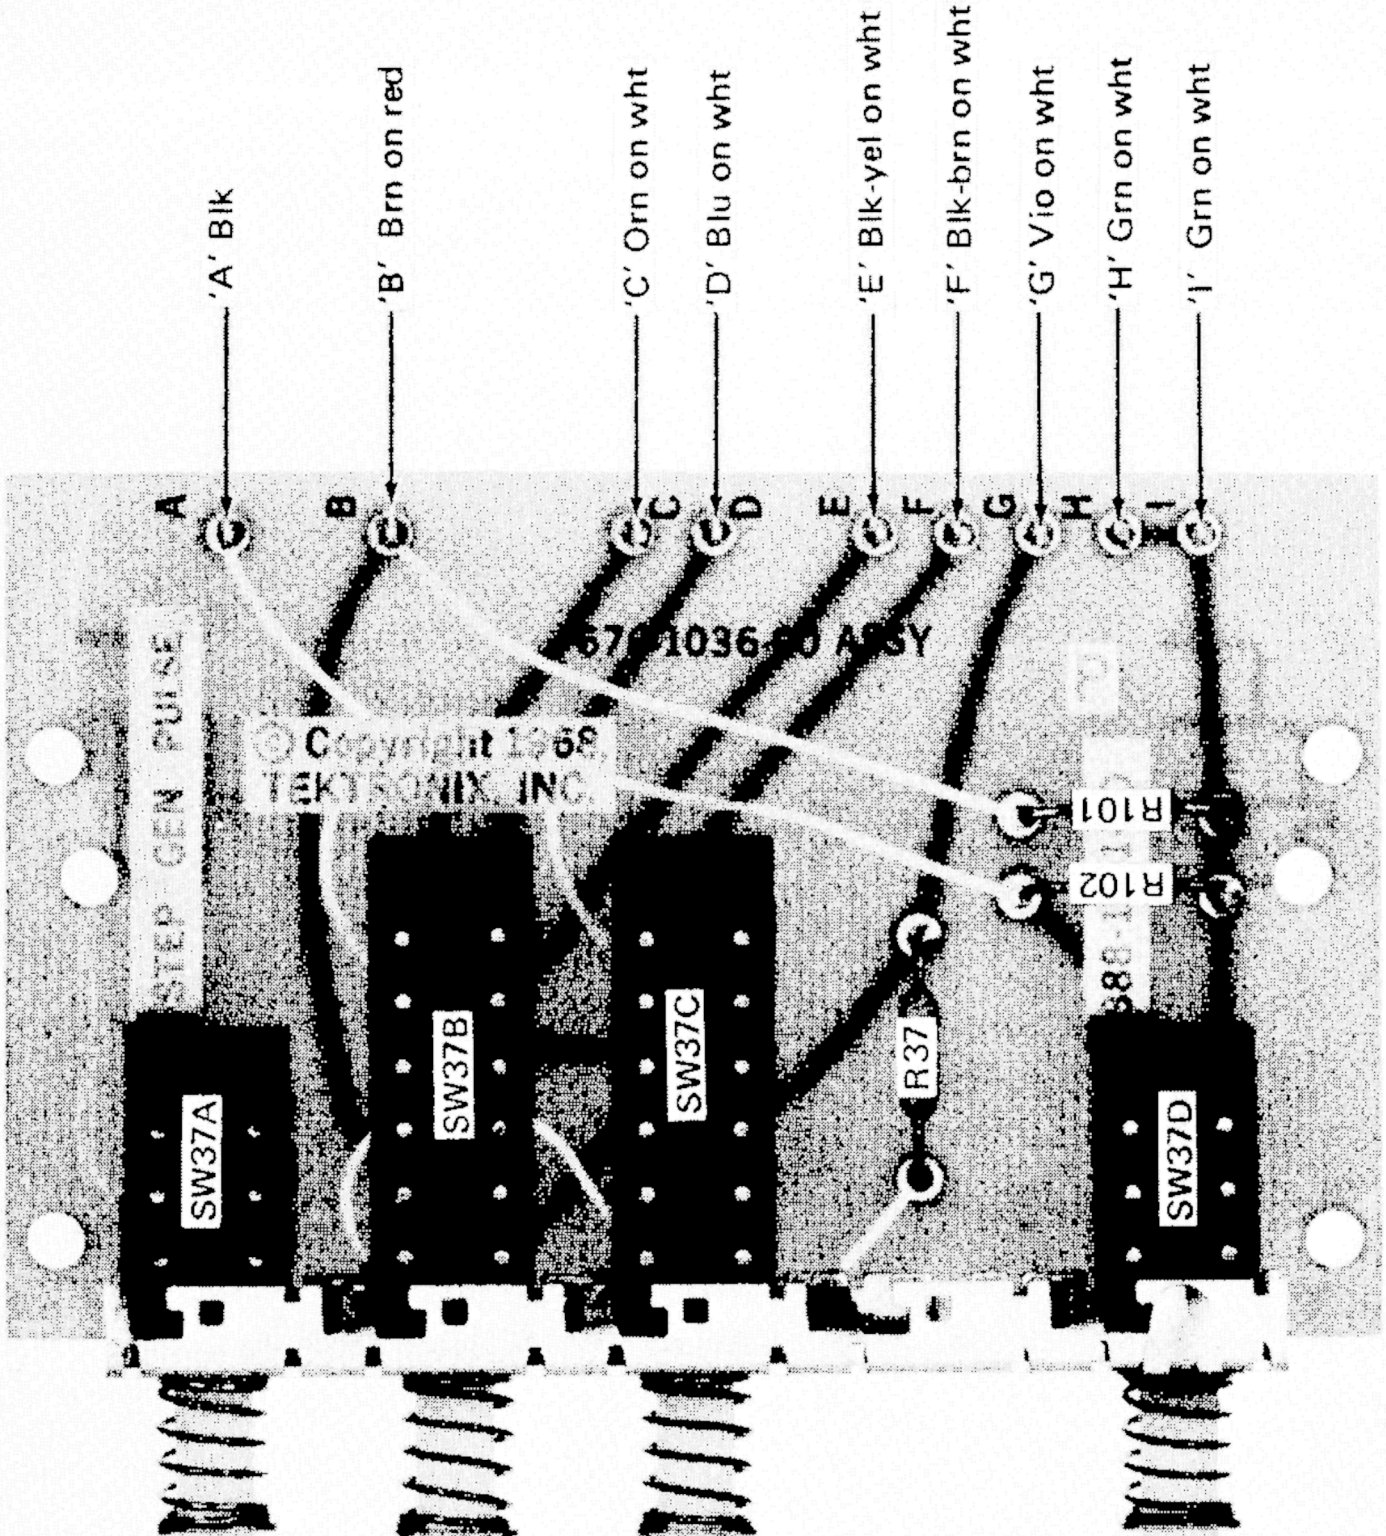 'A' Blk
'B' Brn on red
'C' Orn on wht
'D' Blu on wht
'E' Blk-yel on wht
'F' Blk-brn on wht
'G' Vio on wht
'H' Grn on wht
'I' Grn on wht
A
B
C
D
E
F
G
H
I
ASSY
STEP GEN PULSE
© Copyright 1968,
TEKTRONIX, INC.
R101
R102
R37
SW37A
SW37B
SW37C
SW37D